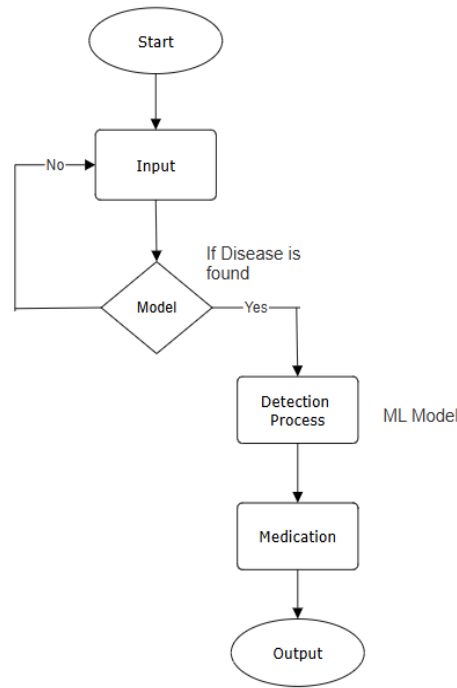 Start
Input
No
If Disease is
found
Model
Yes
Detection
Process
ML Model
Medication
Output